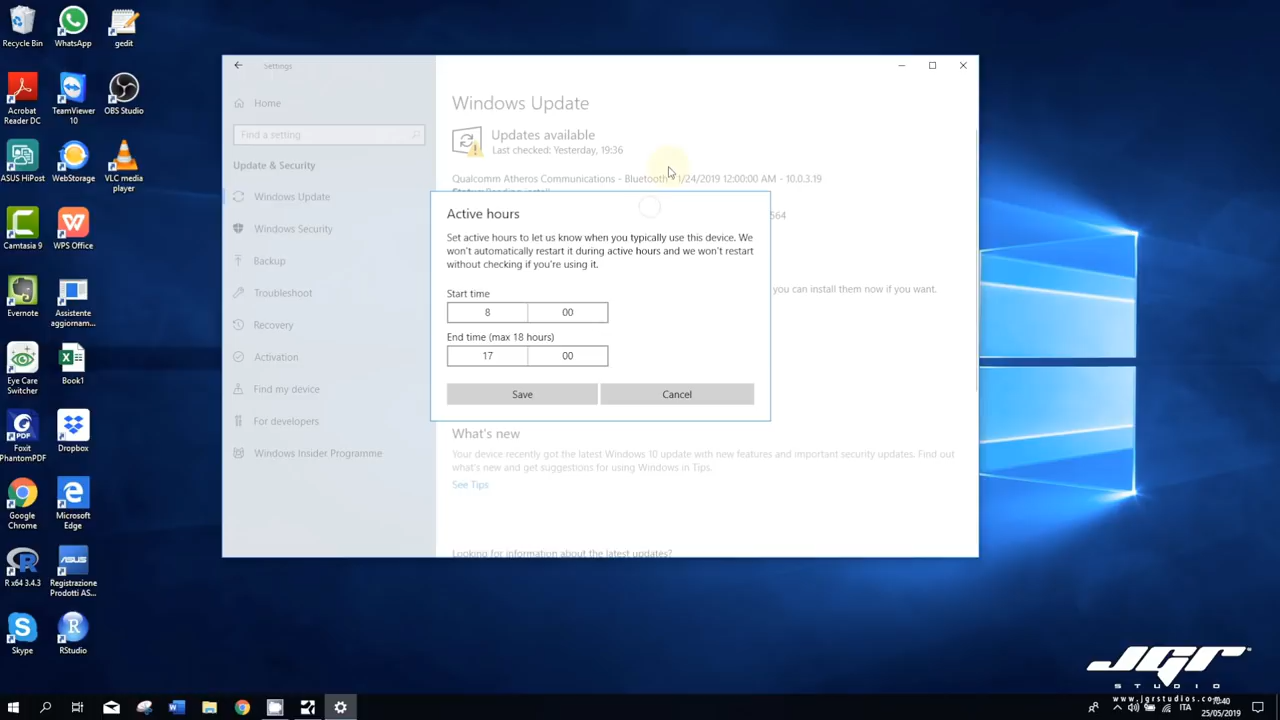 Recycle Bin
WhatsApp
gedit
Acrobat
Reader DC
TeamViewer
10
OBS Studio
ASUS HiPost
WebStorage
VLC media
player
Camtasia 9
WPS Office
Evernote
Assistente
aggiornam...
Eye Care
Switcher
Book1
Foxit
PhantomPDF
Dropbox
Google
Chrome
Microsoft
Edge
R x64 3.4.3
Registrazione
Prodotti AS...
Skype
RStudio
Settings
Home
Find a setting
Update & Security
Windows Update
Windows Security
Backup
Troubleshoot
Recovery
Activation
Find my device
For developers
Windows Insider Programme
Windows Update
Updates available
Last checked: Yesterday, 19:36
Qualcomm Atheros Communications - Bluetooth - 1/24/2019 12:00:00 AM - 10.0.3.19
564
you can install them now if you want.
Active hours
Set active hours to let us know when you typically use this device. We
won't automatically restart it during active hours and we won't restart
without checking if you're using it.
Start time
8 00
End time (max 18 hours)
17 00
Save Cancel
What's new
Your device recently got the latest Windows 10 update with new features and important security updates. Find out
what's new and get suggestions for using Windows in Tips.
See Tips
Looking for information about the latest updates?
JGR
STUDIO
www.jgrstudios.com
ITA
10:40
25/05/2019